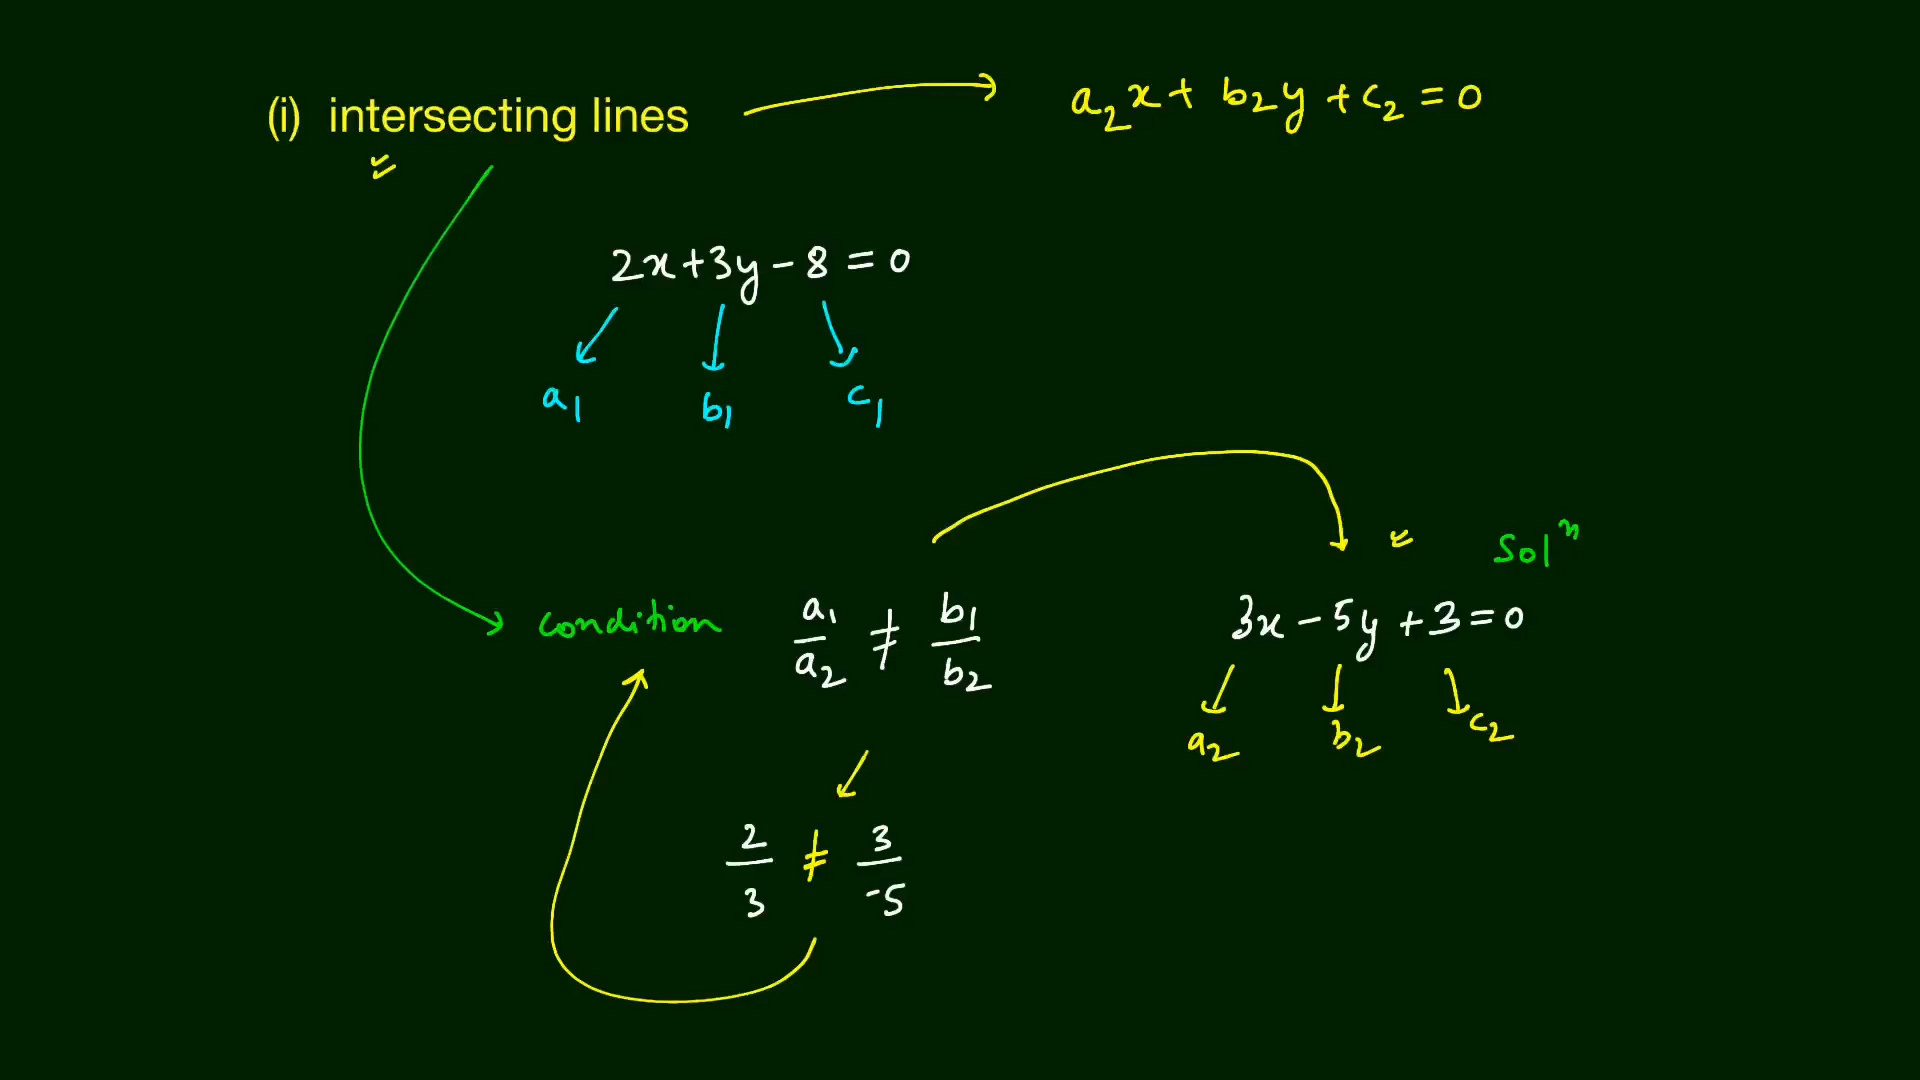 (i) intersecting lines → a₂x + b₂y + c₂ = 0
2x + 3y - 8 = 0
a₁ b₁ c₁
Solⁿ
condition a₁/a₂ ≠ b₁/b₂ 3x - 5y + 3 = 0
a₂ b₂ c₂
2/3 ≠ 3/-5